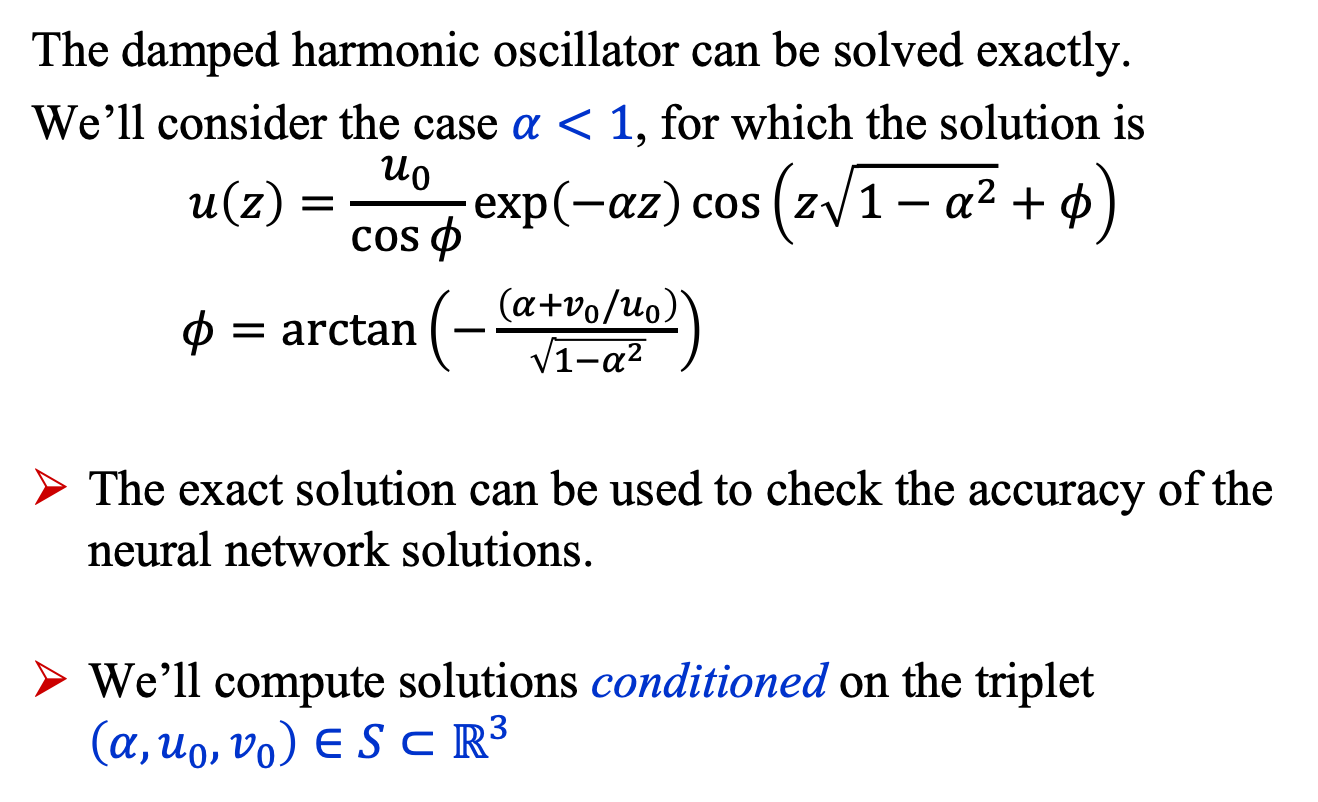 The damped harmonic oscillator can be solved exactly.
We’ll consider the case α < 1, for which the solution is
u(z) = u₀/cos ϕ exp(−αz) cos (z√(1 − α²) + ϕ)
ϕ = arctan (− (α+v₀/u₀)/√(1−α²))
➢ The exact solution can be used to check the accuracy of the
neural network solutions.
➢ We’ll compute solutions conditioned on the triplet
(α, u₀, v₀) ∈ S ⊂ ℝ³